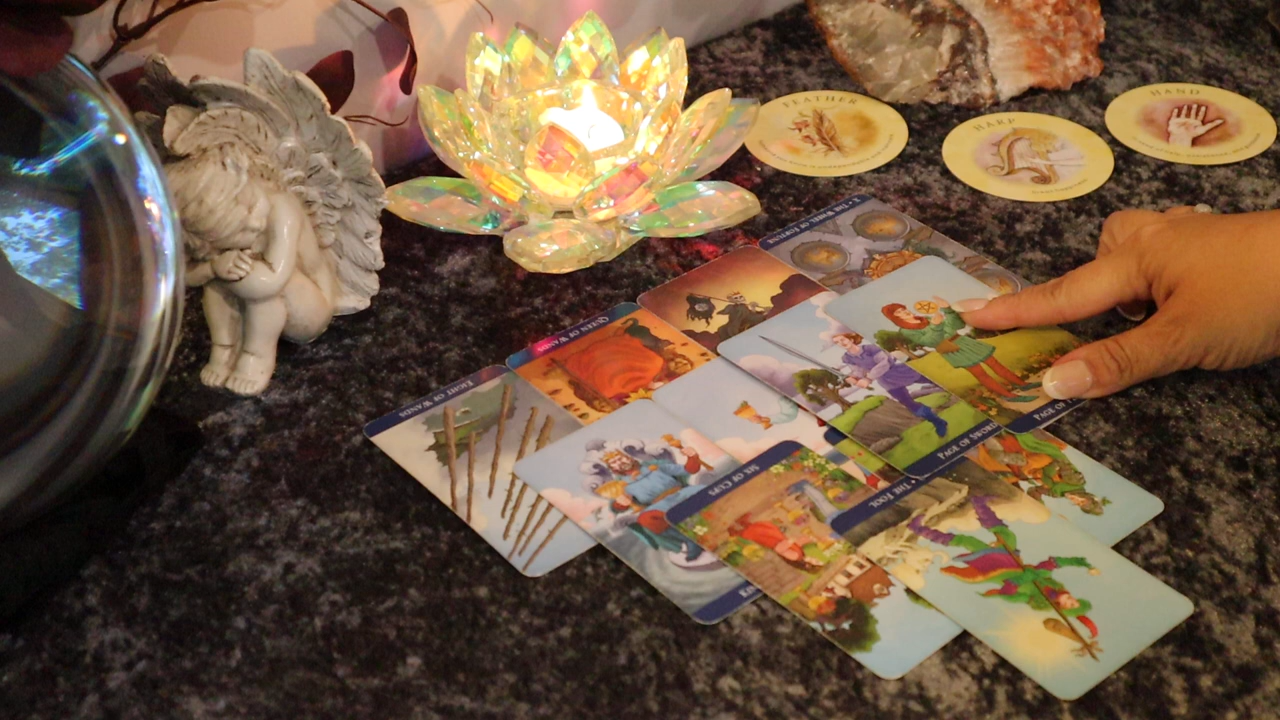 FEATHER
HARP
HAND
X • THE WHEEL OF FORTUNE
QUEEN OF WANDS
EIGHT OF WANDS
PAGE OF
PAGE OF SWORD
SIX OF CUPS
• THE FOOL